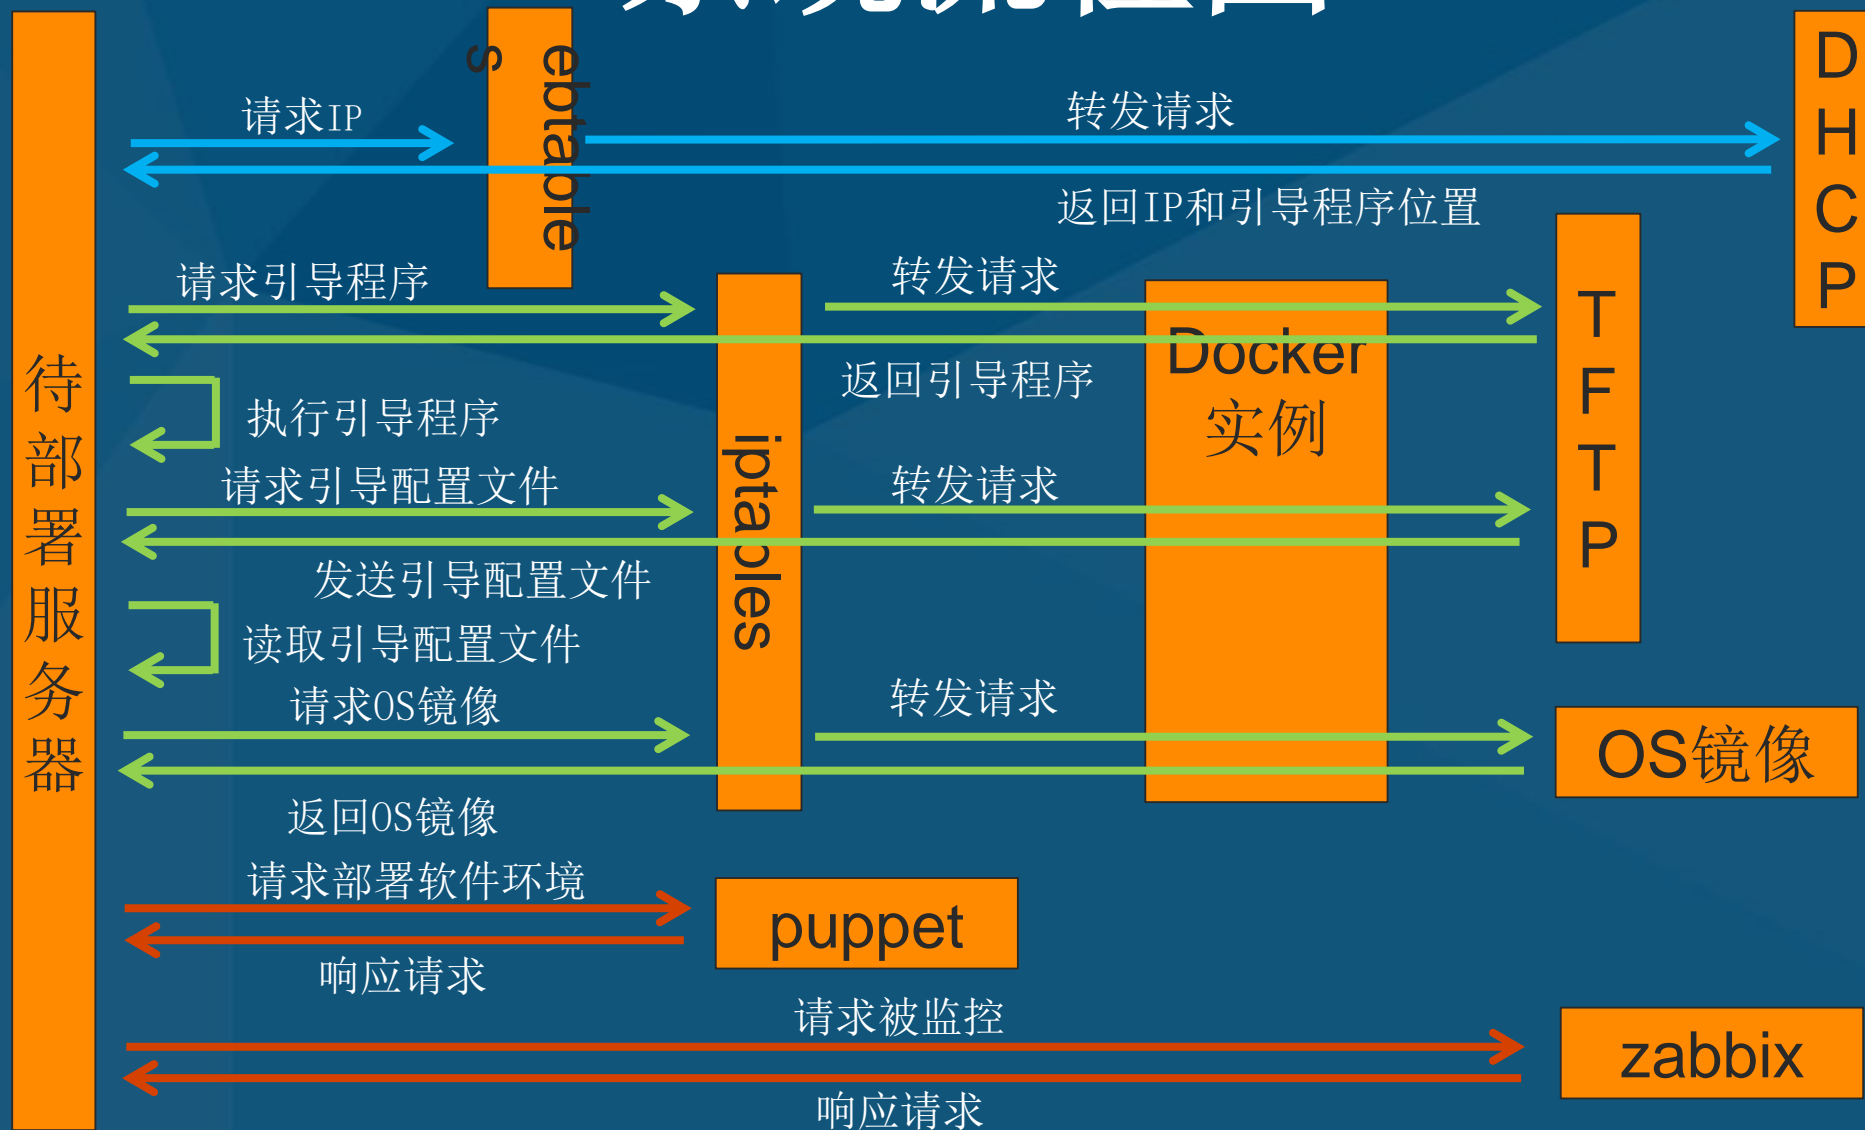 系统流程图
ebtables
DHCP
请求IP
转发请求
返回IP和引导程序位置
请求引导程序
转发请求
TFTP
Docker
实例
返回引导程序
待部署服务器
执行引导程序
iptables
请求引导配置文件
转发请求
发送引导配置文件
读取引导配置文件
请求OS镜像
转发请求
OS镜像
返回OS镜像
请求部署软件环境
puppet
响应请求
请求被监控
zabbix
响应请求